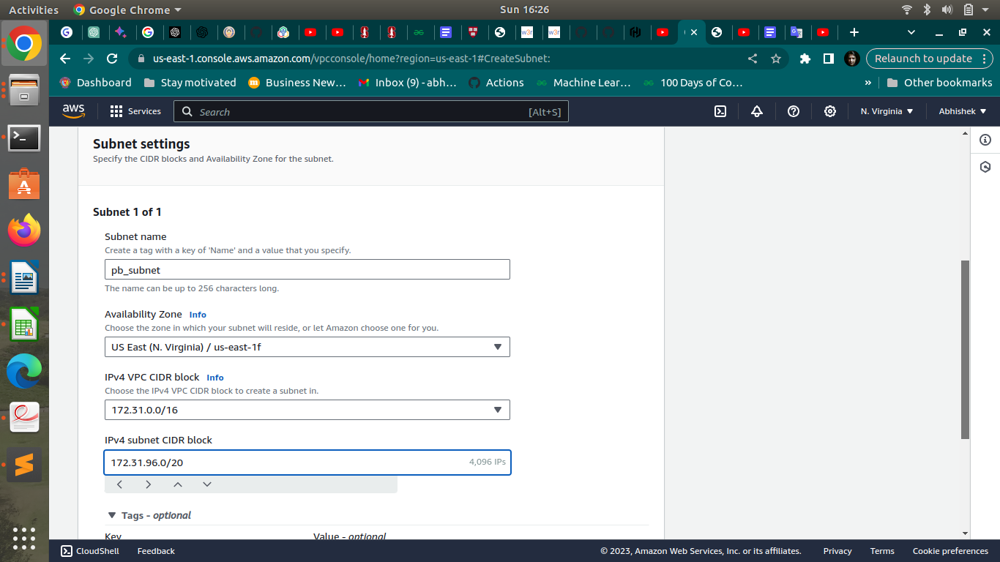 Activities Google Chrome Sun 16:26
us-east-1.console.aws.amazon.com/vpcconsole/home?region=us-east-1#CreateSubnet: Relaunch to update
Dashboard Stay motivated Business New… Inbox (9) - abh… Actions Machine Lear… 100 Days of Co… » Other bookmarks
aws Services Search [Alt+S] N. Virginia Abhishek
Subnet settings
Specify the CIDR blocks and Availability Zone for the subnet.
Subnet 1 of 1
Subnet name
Create a tag with a key of 'Name' and a value that you specify.
pb_subnet
The name can be up to 256 characters long.
Availability Zone Info
Choose the zone in which your subnet will reside, or let Amazon choose one for you.
US East (N. Virginia) / us-east-1f
IPv4 VPC CIDR block Info
Choose the IPv4 VPC CIDR block to create a subnet in.
172.31.0.0/16
IPv4 subnet CIDR block
172.31.96.0/20 4,096 IPs
Tags - optional
Key Value - optional
CloudShell Feedback © 2023, Amazon Web Services, Inc. or its affiliates. Privacy Terms Cookie preferences